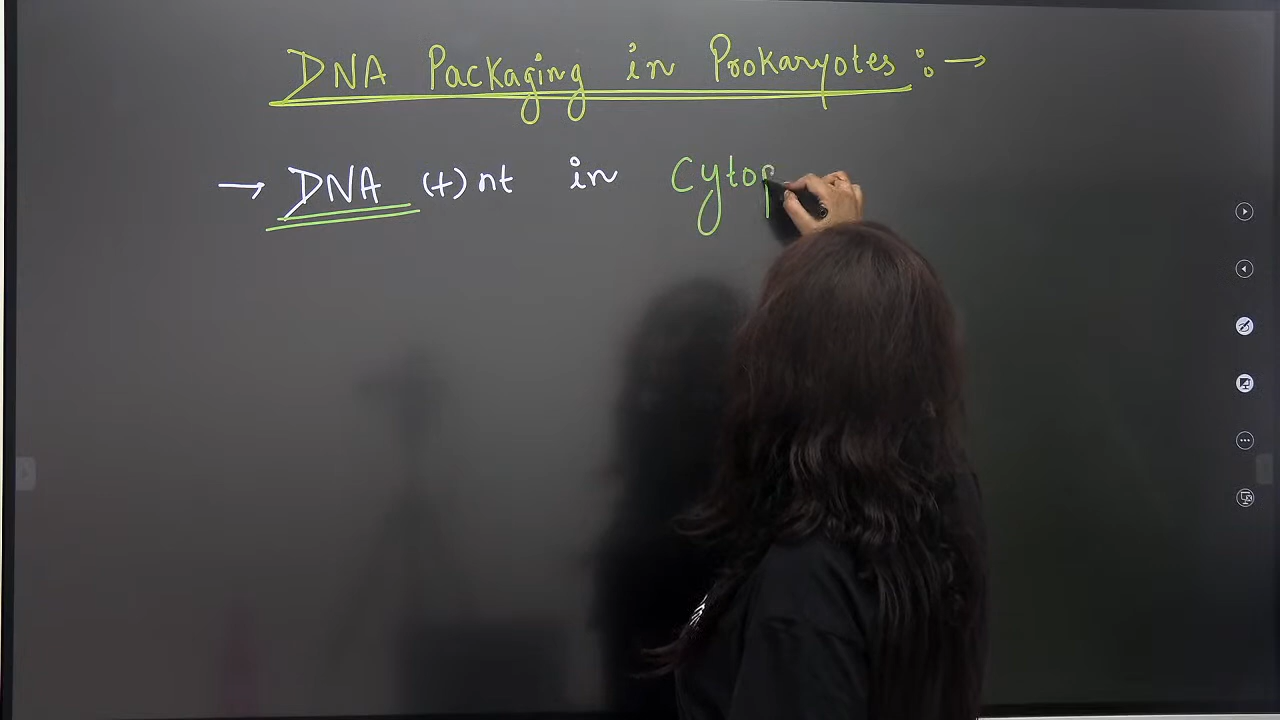 DNA Packaging in Prokaryotes :→
→ DNA (+)nt in Cytop